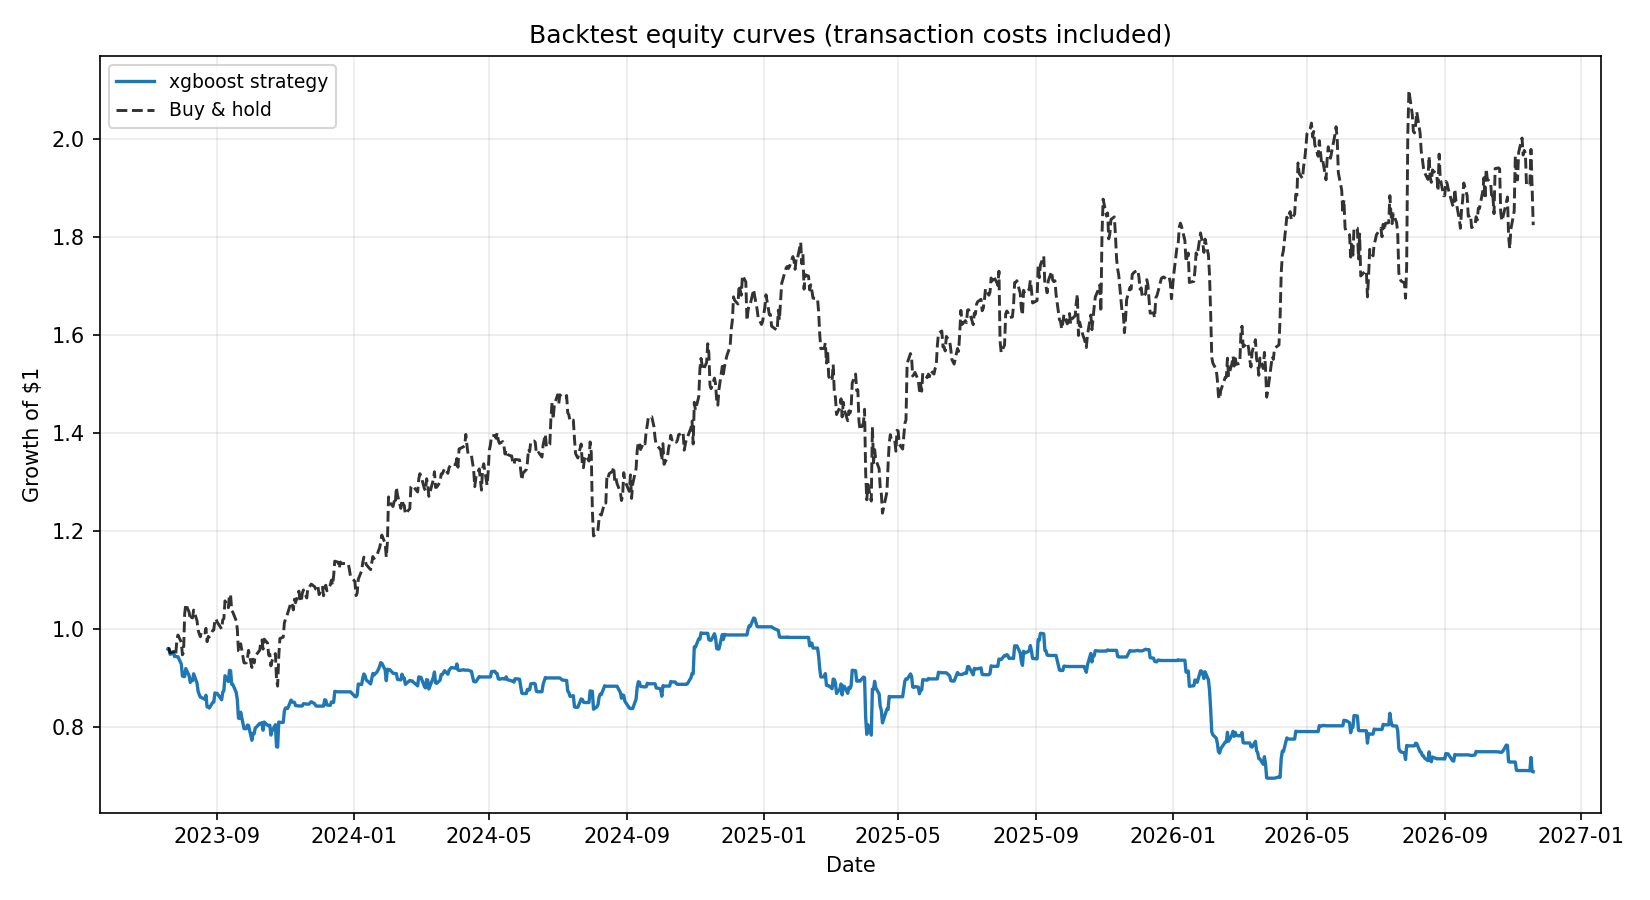 Backtest equity curves (transaction costs included)
xgboost strategy
Buy & hold
Growth of $1
2.0
1.8
1.6
1.4
1.2
1.0
0.8
2023-09 2024-01 2024-05 2024-09 2025-01 2025-05 2025-09 2026-01 2026-05 2026-09 2027-01
Date